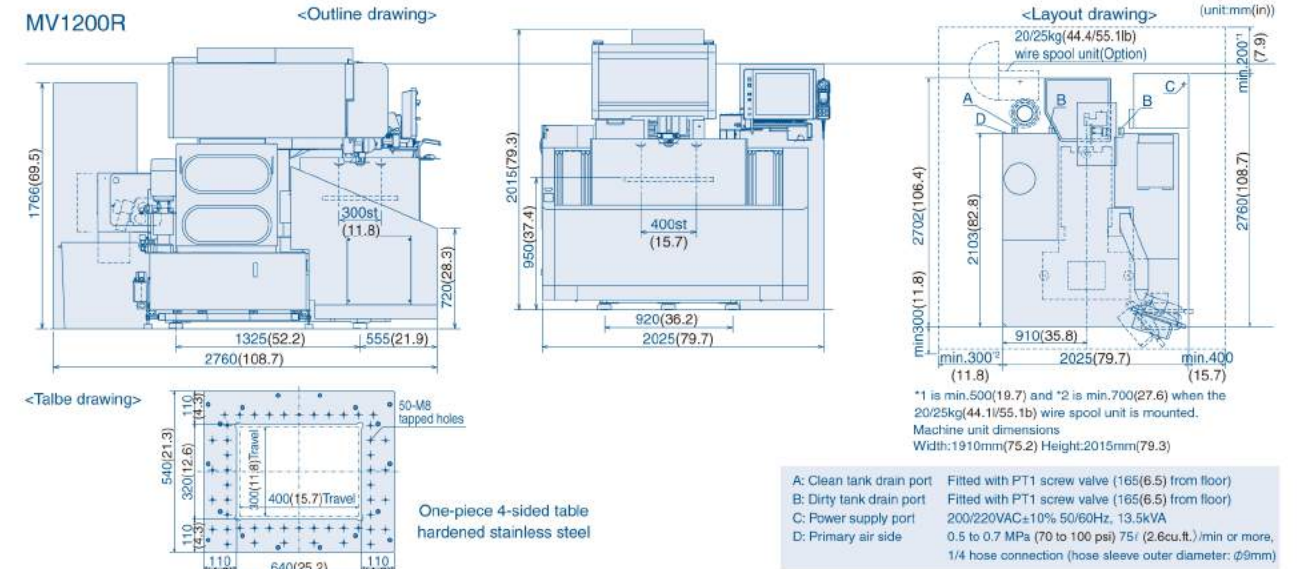 MV1200R
<Outline drawing>
1766(69.5)
300st
(11.8)
720(28.3)
1325(52.2)
555(21.9)
2760(108.7)
2015(79.3)
950(37.4)
400st
(15.7)
920(36.2)
2025(79.7)
<Layout drawing>
(unit:mm(in))
20/25kg(44.4/55.1lb)
wire spool unit(Option)
min.200*1
(7.9)
A
D
B
C
B
2702(106.4)
2103(82.8)
2760(108.7)
min300(11.8)
910(35.8)
min.300*2
2025(79.7)
min.400
(11.8)
(15.7)
*1 is min.500(19.7) and *2 is min.700(27.6) when the
20/25kg(44.1l/55.1b) wire spool unit is mounted.
Machine unit dimensions
Width:1910mm(75.2) Height:2015mm(79.3)
<Talbe drawing>
110
(4.3)
50-M8
tapped holes
540(21.3)
320(12.6)
300(11.8)Travel
400(15.7)Travel
110
(4.3)
110
640(25.2)
110
One-piece 4-sided table
hardened stainless steel
A: Clean tank drain port Fitted with PT1 screw valve (165(6.5) from floor)
B: Dirty tank drain port Fitted with PT1 screw valve (165(6.5) from floor)
C: Power supply port 200/220VAC±10% 50/60Hz, 13.5kVA
D: Primary air side 0.5 to 0.7 MPa (70 to 100 psi) 75ℓ (2.6cu.ft.)/min or more,
1/4 hose connection (hose sleeve outer diameter: Ø9mm)